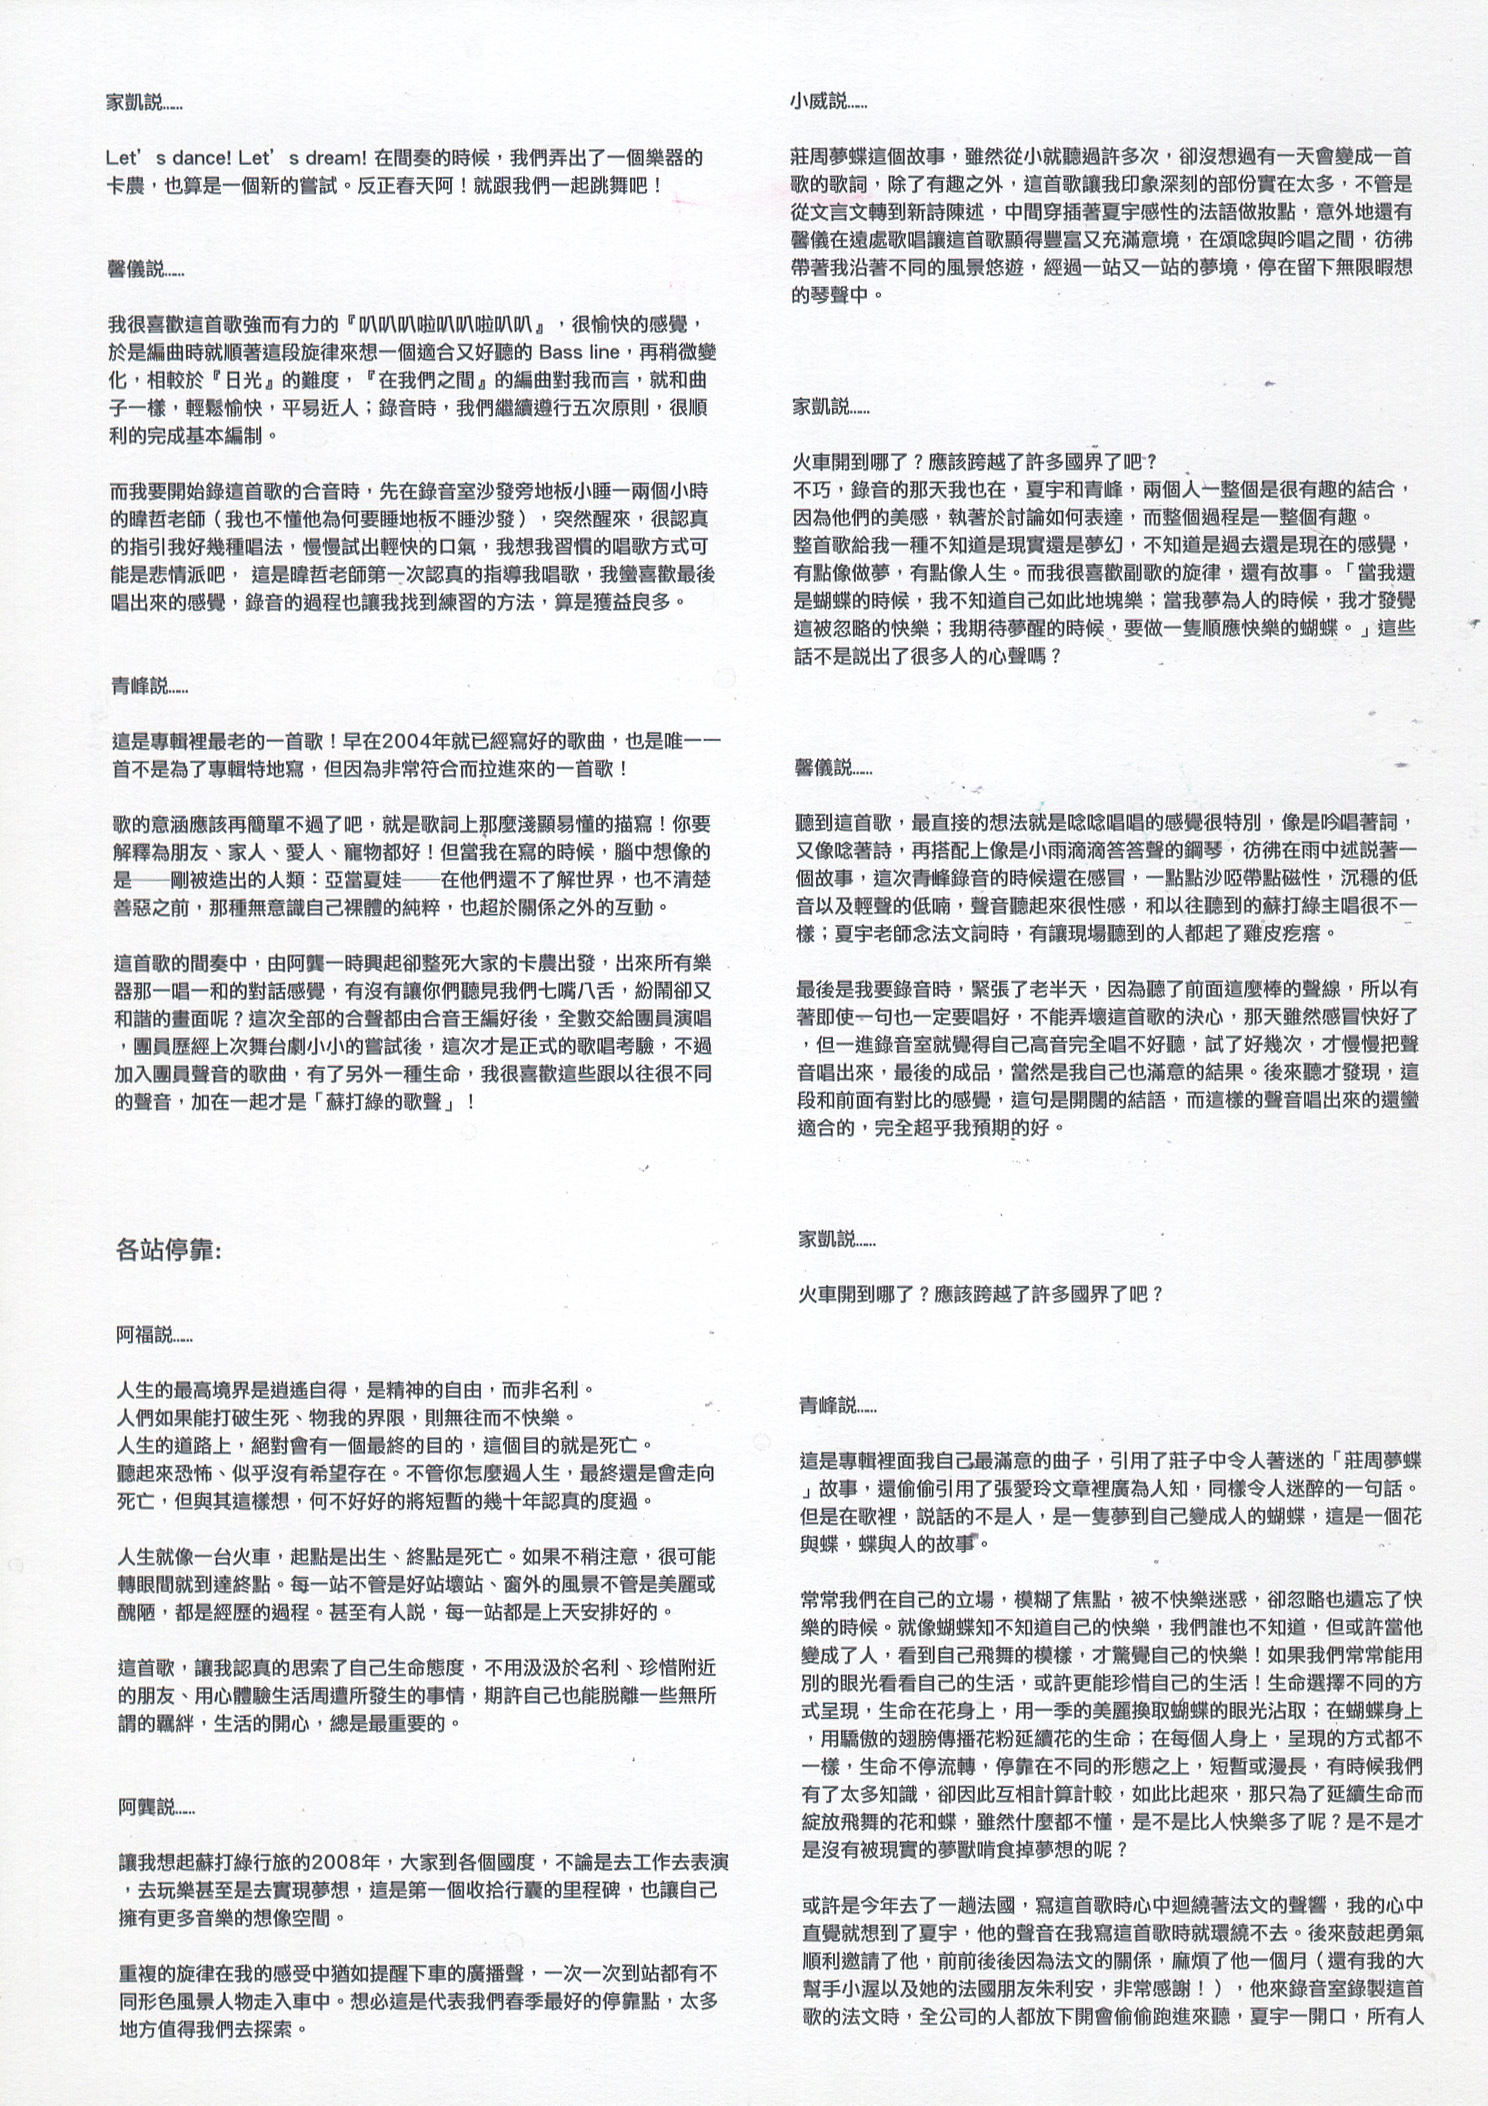 家凱説......
Let’s dance! Let’s dream! 在間奏的時候，我們弄出了一個樂器的
卡農，也算是一個新的嘗試。反正春天阿！就跟我們一起跳舞吧！
馨儀説......
我很喜歡這首歌強而有力的『叭叭叭啦叭叭啦叭叭』，很愉快的感覺，
於是編曲時就順著這段旋律來想一個適合又好聽的 Bass line，再稍微變
化，相較於『日光』的難度，『在我們之間』的編曲對我而言，就和曲
子一樣，輕鬆愉快，平易近人；錄音時，我們繼續遵行五次原則，很順
利的完成基本編制。
而我要開始錄這首歌的合音時，先在錄音室沙發旁地板小睡一兩個小時
的暐哲老師（我也不懂他為何要睡地板不睡沙發），突然醒來，很認真
的指引我好幾種唱法，慢慢試出輕快的口氣，我想我習慣的唱歌方式可
能是悲情派吧， 這是暐哲老師第一次認真的指導我唱歌，我蠻喜歡最後
唱出來的感覺，錄音的過程也讓我找到練習的方法，算是獲益良多。
青峰説......
這是專輯裡最老的一首歌！早在2004年就已經寫好的歌曲，也是唯一一
首不是為了專輯特地寫，但因為非常符合而拉進來的一首歌！
歌的意涵應該再簡單不過了吧，就是歌詞上那麼淺顯易懂的描寫！你要
解釋為朋友、家人、愛人、寵物都好！但當我在寫的時候，腦中想像的
是──剛被造出的人類：亞當夏娃──在他們還不了解世界，也不清楚
善惡之前，那種無意識自己裸體的純粹，也超於關係之外的互動。
這首歌的間奏中，由阿龔一時興起卻整死大家的卡農出發，出來所有樂
器那一唱一和的對話感覺，有沒有讓你們聽見我們七嘴八舌，紛鬧卻又
和諧的畫面呢？這次全部的合聲都由合音王編好後，全數交給團員演唱
，團員歷經上次舞台劇小小的嘗試後，這次才是正式的歌唱考驗，不過
加入團員聲音的歌曲，有了另外一種生命，我很喜歡這些跟以往很不同
的聲音，加在一起才是「蘇打綠的歌聲」！
各站停靠:
阿福説......
人生的最高境界是逍遙自得，是精神的自由，而非名利。
人們如果能打破生死、物我的界限，則無往而不快樂。
人生的道路上，絕對會有一個最終的目的，這個目的就是死亡。
聽起來恐怖、似乎沒有希望存在。不管你怎麼過人生，最終還是會走向
死亡，但與其這樣想，何不好好的將短暫的幾十年認真的度過。
人生就像一台火車，起點是出生、終點是死亡。如果不稍注意，很可能
轉眼間就到達終點。每一站不管是好站壞站、窗外的風景不管是美麗或
醜陋，都是經歷的過程。甚至有人説，每一站都是上天安排好的。
這首歌，讓我認真的思索了自己生命態度，不用汲汲於名利、珍惜附近
的朋友、用心體驗生活周遭所發生的事情，期許自己也能脱離一些無所
謂的羈絆，生活的開心，總是最重要的。
阿龔説......
讓我想起蘇打綠行旅的2008年，大家到各個國度，不論是去工作去表演
，去玩樂甚至是去實現夢想，這是第一個收拾行囊的里程碑，也讓自己
擁有更多音樂的想像空間。
重複的旋律在我的感受中猶如提醒下車的廣播聲，一次一次到站都有不
同形色風景人物走入車中。想必這是代表我們春季最好的停靠點，太多
地方值得我們去探索。
小威説......
莊周夢蝶這個故事，雖然從小就聽過許多次，卻沒想過有一天會變成一首
歌的歌詞，除了有趣之外，這首歌讓我印象深刻的部份實在太多，不管是
從文言文轉到新詩陳述，中間穿插著夏宇感性的法語做妝點，意外地還有
馨儀在遠處歌唱讓這首歌顯得豐富又充滿意境，在頌唸與吟唱之間，彷彿
帶著我沿著不同的風景悠遊，經過一站又一站的夢境，停在留下無限暇想
的琴聲中。
家凱説......
火車開到哪了？應該跨越了許多國界了吧？
不巧，錄音的那天我也在，夏宇和青峰，兩個人一整個是很有趣的結合，
因為他們的美感，執著於討論如何表達，而整個過程是一整個有趣。
整首歌給我一種不知道是現實還是夢幻，不知道是過去還是現在的感覺，
有點像做夢，有點像人生。而我很喜歡副歌的旋律，還有故事。「當我還
是蝴蝶的時候，我不知道自己如此地塊樂；當我夢為人的時候，我才發覺
這被忽略的快樂；我期待夢醒的時候，要做一隻順應快樂的蝴蝶。」這些
話不是説出了很多人的心聲嗎？
馨儀説......
聽到這首歌，最直接的想法就是唸唸唱唱的感覺很特別，像是吟唱著詞，
又像唸著詩，再搭配上像是小雨滴滴答答聲的鋼琴，彷彿在雨中述説著一
個故事，這次青峰錄音的時候還在感冒，一點點沙啞帶點磁性，沉穩的低
音以及輕聲的低喃，聲音聽起來很性感，和以往聽到的蘇打綠主唱很不一
樣；夏宇老師念法文詞時，有讓現場聽到的人都起了雞皮疙瘩。
最後是我要錄音時，緊張了老半天，因為聽了前面這麼棒的聲線，所以有
著即使一句也一定要唱好，不能弄壞這首歌的決心，那天雖然感冒快好了
，但一進錄音室就覺得自己高音完全唱不好聽，試了好幾次，才慢慢把聲
音唱出來，最後的成品，當然是我自己也滿意的結果。後來聽才發現，這
段和前面有對比的感覺，這句是開闊的結語，而這樣的聲音唱出來的還蠻
適合的，完全超乎我預期的好。
家凱説......
火車開到哪了？應該跨越了許多國界了吧？
青峰説......
這是專輯裡面我自己最滿意的曲子，引用了莊子中令人著迷的「莊周夢蝶
」故事，還偷偷引用了張愛玲文章裡廣為人知，同樣令人迷醉的一句話。
但是在歌裡，説話的不是人，是一隻夢到自己變成人的蝴蝶，這是一個花
與蝶，蝶與人的故事。
常常我們在自己的立場，模糊了焦點，被不快樂迷惑，卻忽略也遺忘了快
樂的時候。就像蝴蝶知不知道自己的快樂，我們誰也不知道，但或許當他
變成了人，看到自己飛舞的模樣，才驚覺自己的快樂！如果我們常常能用
別的眼光看看自己的生活，或許更能珍惜自己的生活！生命選擇不同的方
式呈現，生命在花身上，用一季的美麗換取蝴蝶的眼光沾取；在蝴蝶身上
，用驕傲的翅膀傳播花粉延續花的生命；在每個人身上，呈現的方式都不
一樣，生命不停流轉，停靠在不同的形態之上，短暫或漫長，有時候我們
有了太多知識，卻因此互相計算計較，如此比起來，那只為了延續生命而
綻放飛舞的花和蝶，雖然什麼都不懂，是不是比人快樂多了呢？是不是才
是沒有被現實的夢獸啃食掉夢想的呢？
或許是今年去了一趟法國，寫這首歌時心中迴繞著法文的聲響，我的心中
直覺就想到了夏宇，他的聲音在我寫這首歌時就環繞不去。後來鼓起勇氣
順利邀請了他，前前後後因為法文的關係，麻煩了他一個月（還有我的大
幫手小渥以及她的法國朋友朱利安，非常感謝！），他來錄音室錄製這首
歌的法文時，全公司的人都放下開會偷偷跑進來聽，夏宇一開口，所有人